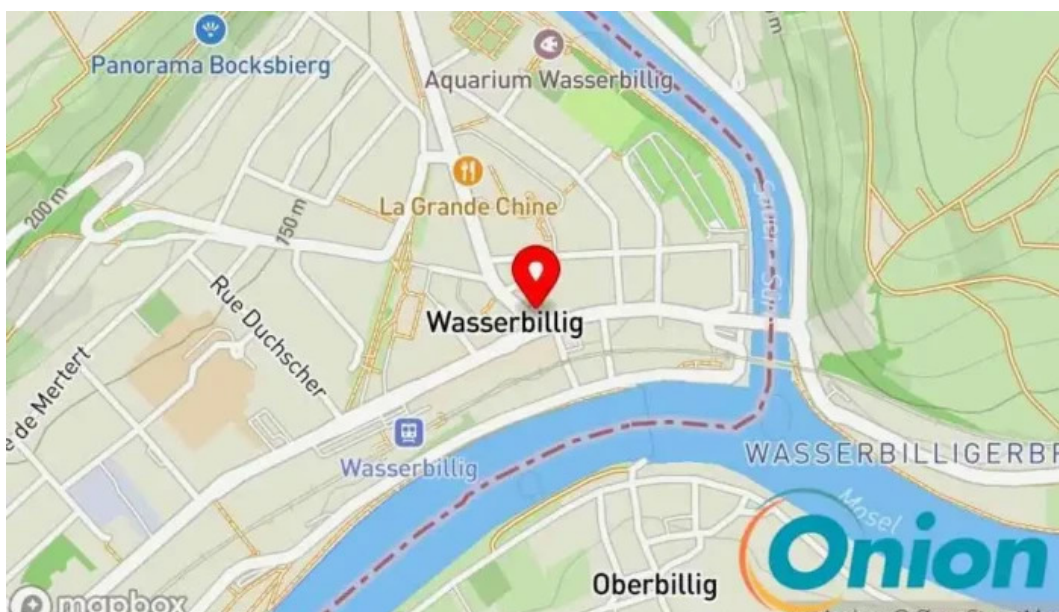 Panorama Bocksbierg
Aquarium Wasserbillig
200 m
150 m
m
La Grande Chine
Sauer - Sûr
Rue Duchscher
Wasserbillig
e de Mertert
Wasserbillig
WASSERBILLIGERBR
Mosel
Onion
Oberbillig
mapbox